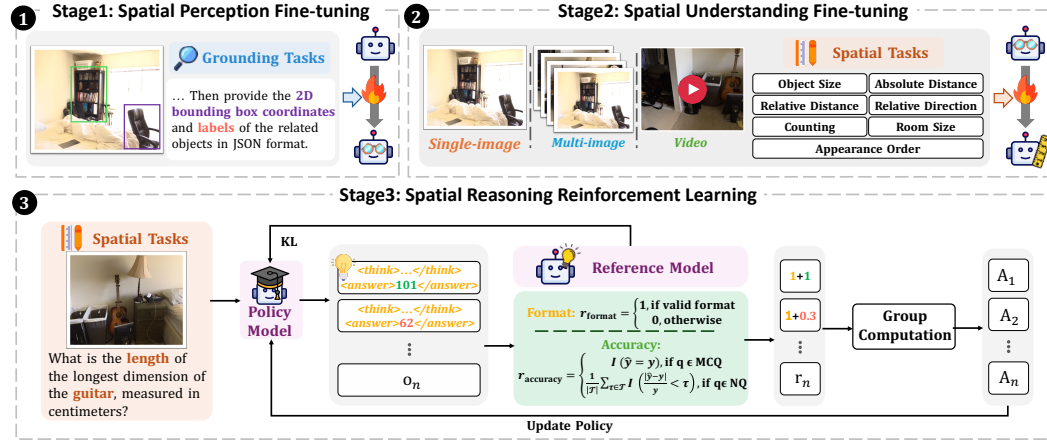 1
Stage1: Spatial Perception Fine-tuning
Grounding Tasks
... Then provide the 2D
bounding box coordinates
and labels of the related
objects in JSON format.
2
Stage2: Spatial Understanding Fine-tuning
Single-image
Multi-image
Video
Spatial Tasks
Object Size
Absolute Distance
Relative Distance
Relative Direction
Counting
Room Size
Appearance Order
3
Stage3: Spatial Reasoning Reinforcement Learning
Spatial Tasks
What is the length of
the longest dimension of
the guitar, measured in
centimeters?
KL
Policy
Model
<think>...</think>
<answer>101</answer>
<think>...</think>
<answer>62</answer>
⋮
o_n
Reference Model
Format: r_format = { 1, if valid format
0, otherwise
Accuracy:
r_accuracy = { I (ŷ = y), if q ϵ MCQ
1/|𝒯| ∑_{τ∈𝒯} I (|ŷ−y|/y < τ), if qϵ NQ
1+1
1+0.3
⋮
r_n
Group
Computation
A_1
A_2
⋮
A_n
Update Policy